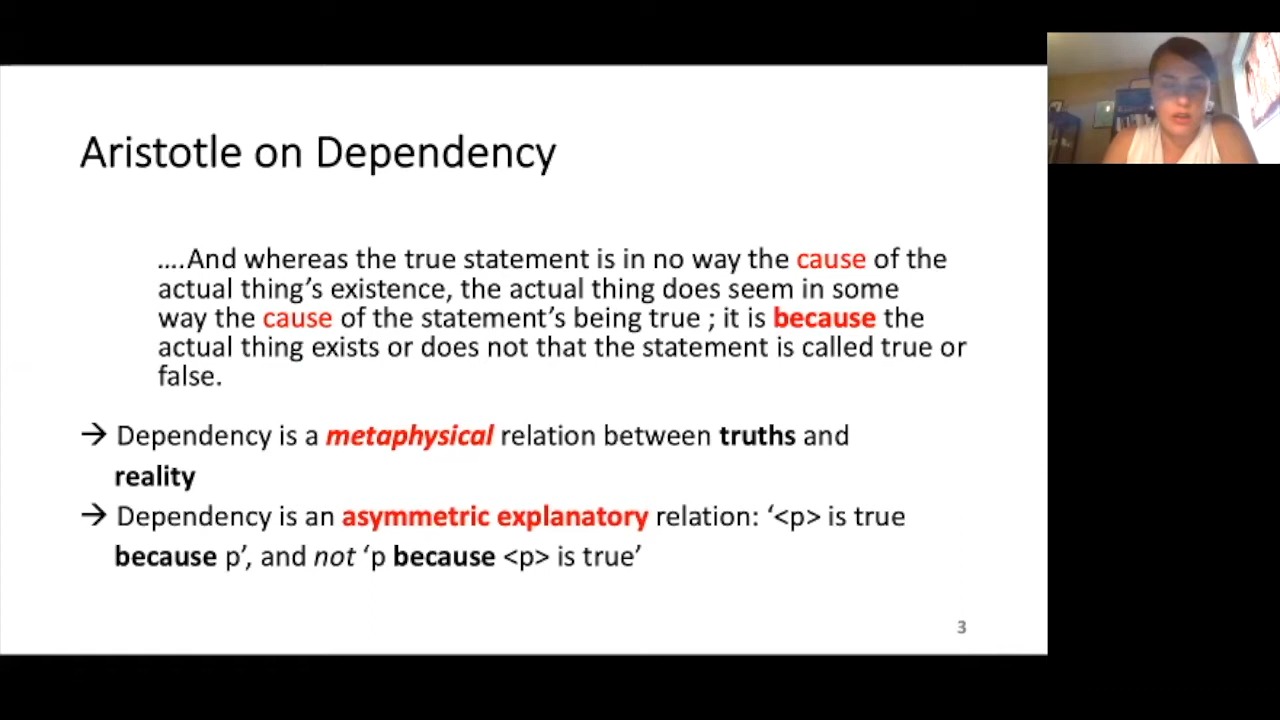 Aristotle on Dependency
....And whereas the true statement is in no way the cause of the
actual thing's existence, the actual thing does seem in some
way the cause of the statement's being true ; it is because the
actual thing exists or does not that the statement is called true or
false.
→ Dependency is a metaphysical relation between truths and
reality
→ Dependency is an asymmetric explanatory relation: '<p> is true
because p', and not 'p because <p> is true'
3